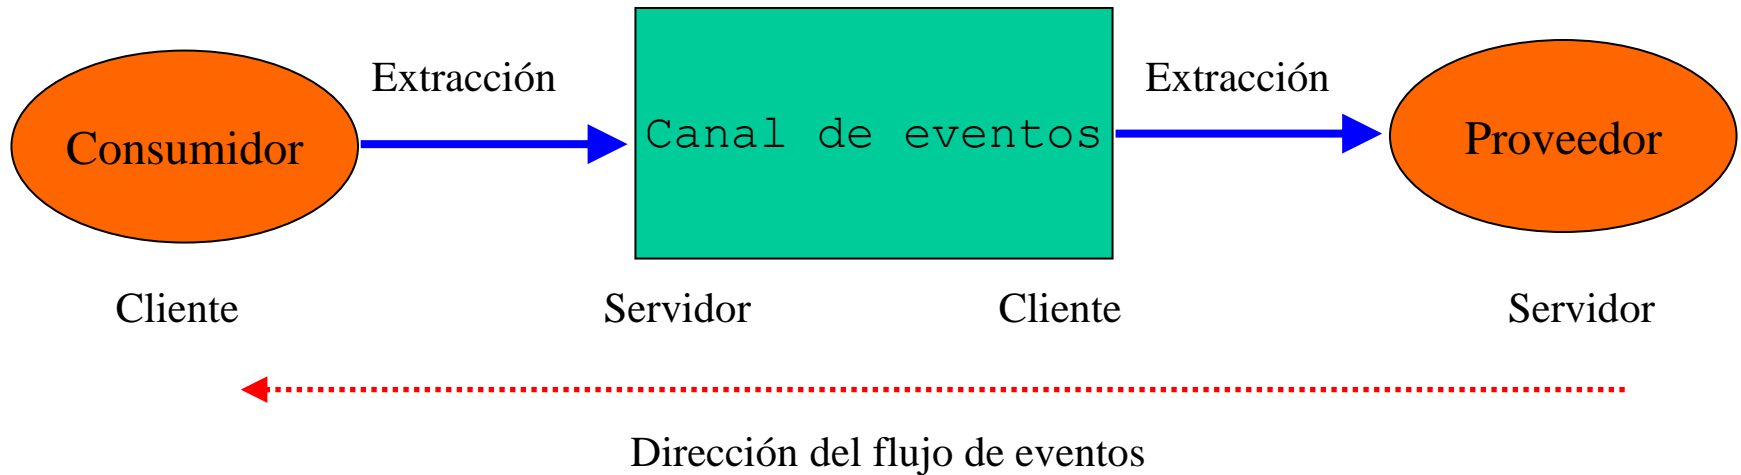 Extracción
Extracción
Consumidor
Canal de eventos
Proveedor
Cliente
Servidor
Cliente
Servidor
Dirección del flujo de eventos